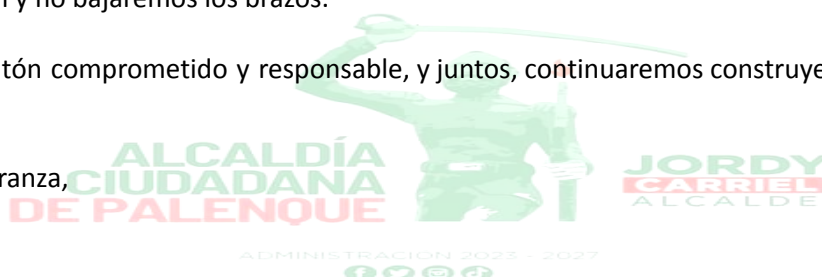 y no bajaremos los brazos.
tón comprometido y responsable, y juntos, continuaremos construye
ranza,
ALCALDÍA
CIUDADANA
DE PALENQUE
JORDY
CARRIEL
ALCALDE
ADMINISTRACIÓN 2023 - 2027